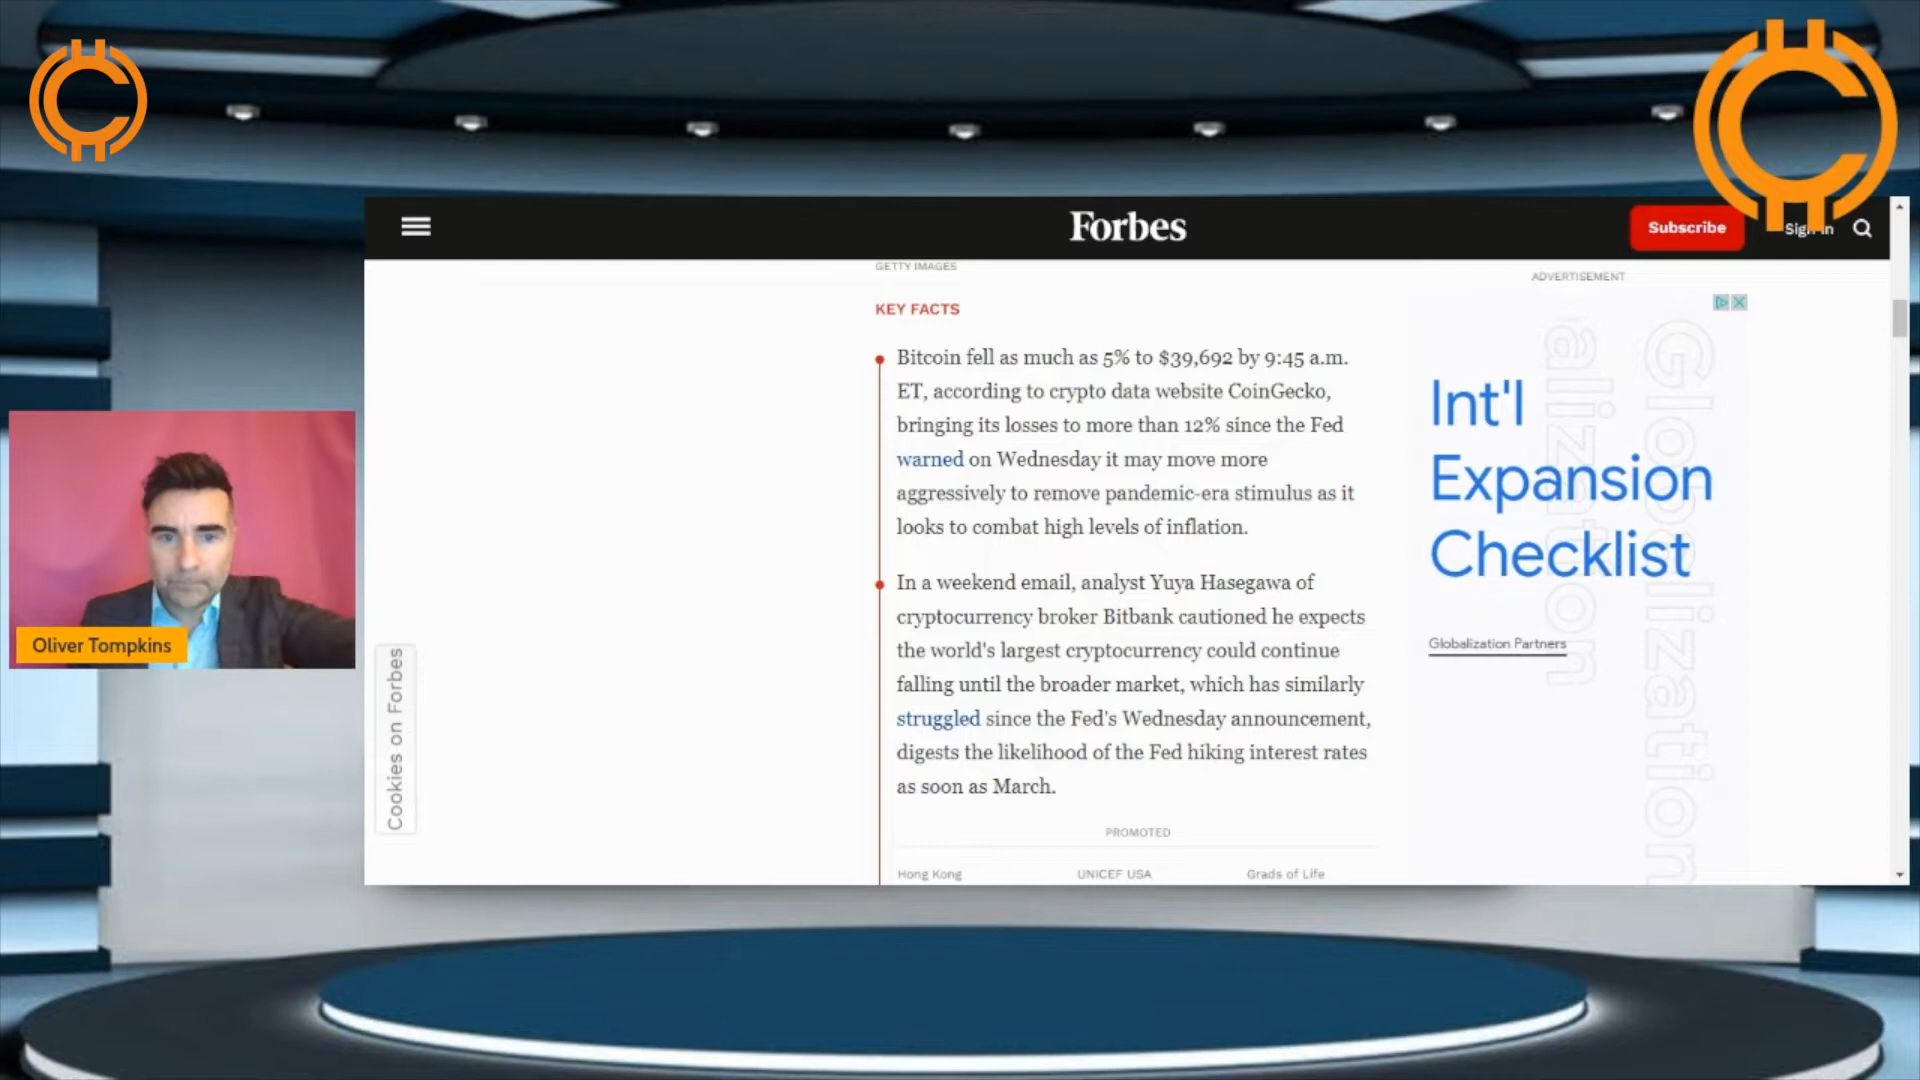 Forbes
Subscribe
Sign In
GETTY IMAGES
ADVERTISEMENT
KEY FACTS
Bitcoin fell as much as 5% to $39,692 by 9:45 a.m.
ET, according to crypto data website CoinGecko,
bringing its losses to more than 12% since the Fed
warned on Wednesday it may move more
aggressively to remove pandemic-era stimulus as it
looks to combat high levels of inflation.
In a weekend email, analyst Yuya Hasegawa of
cryptocurrency broker Bitbank cautioned he expects
the world's largest cryptocurrency could continue
falling until the broader market, which has similarly
struggled since the Fed's Wednesday announcement,
digests the likelihood of the Fed hiking interest rates
as soon as March.
PROMOTED
Hong Kong
UNICEF USA
Grads of Life
Int'l
Expansion
Checklist
Globalization Partners
Globalization
alization
Oliver Tompkins
Cookies on Forbes